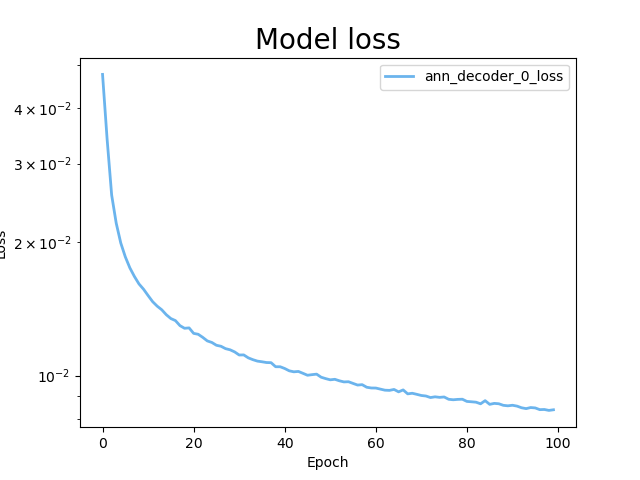 Model loss
ann_decoder_0_loss
4 × 10⁻²
3 × 10⁻²
2 × 10⁻²
10⁻²
Loss
0 20 40 60 80 100
Epoch